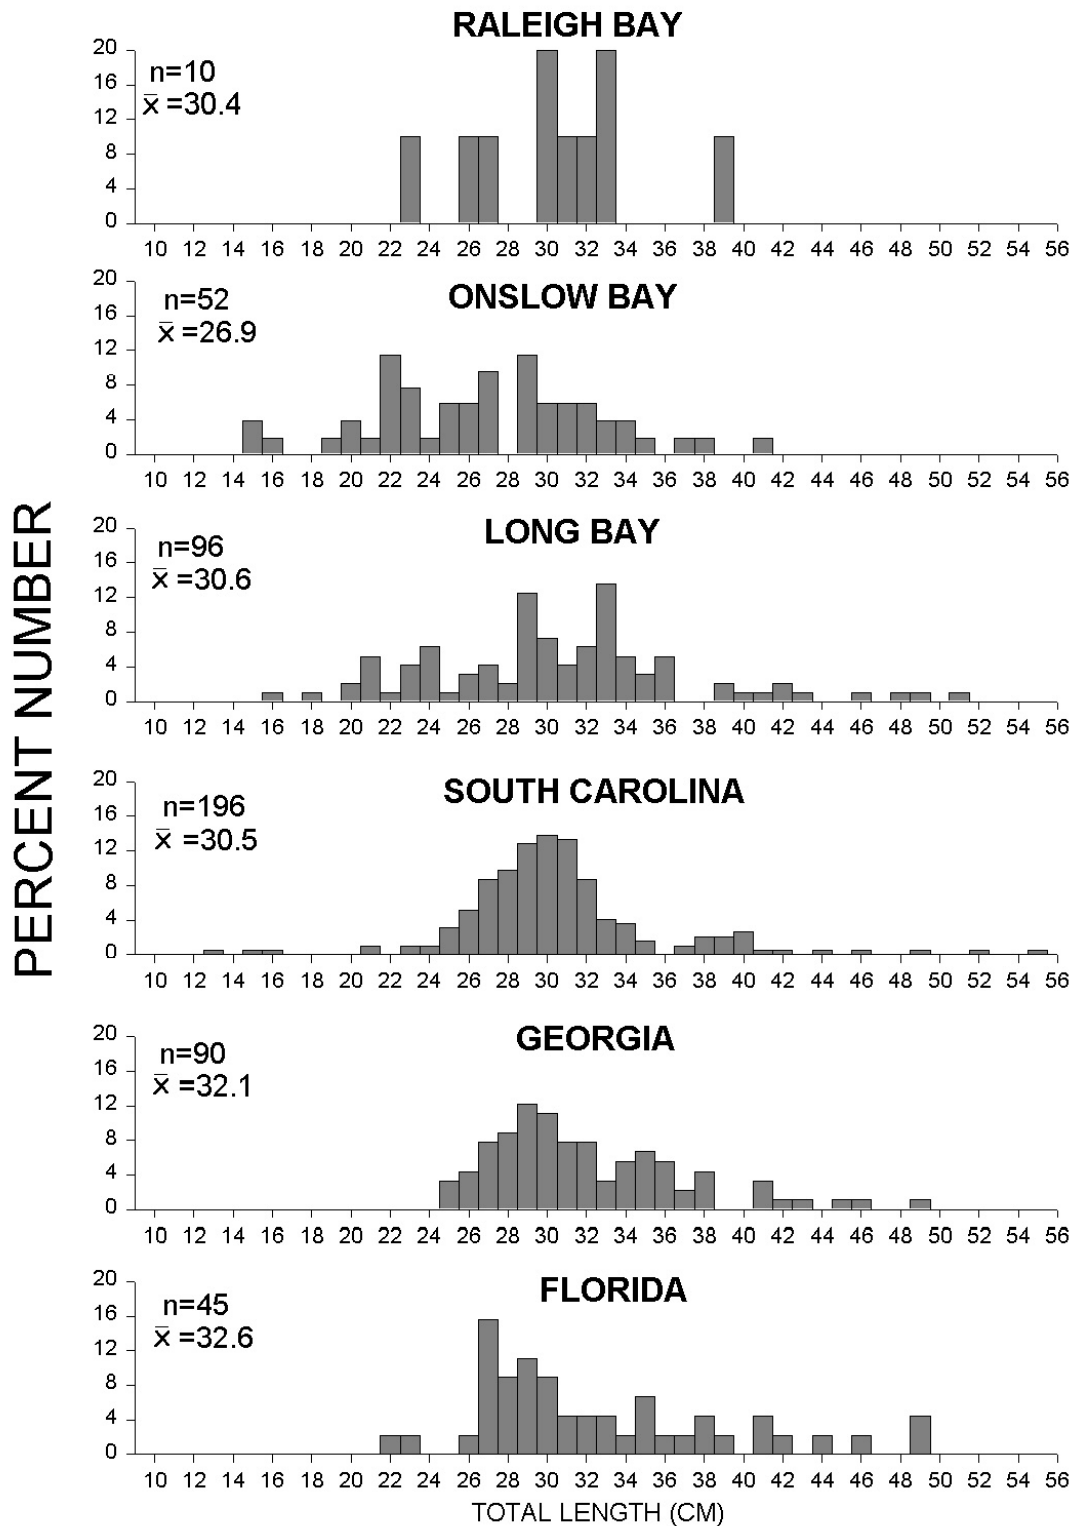 RALEIGH BAY
n=10
x̄ =30.4
20
16
12
8
4
0
10 12 14 16 18 20 22 24 26 28 30 32 34 36 38 40 42 44 46 48 50 52 54 56
ONSLOW BAY
n=52
x̄ =26.9
20
16
12
8
4
0
10 12 14 16 18 20 22 24 26 28 30 32 34 36 38 40 42 44 46 48 50 52 54 56
PERCENT NUMBER
LONG BAY
n=96
x̄ =30.6
20
16
12
8
4
0
10 12 14 16 18 20 22 24 26 28 30 32 34 36 38 40 42 44 46 48 50 52 54 56
SOUTH CAROLINA
n=196
x̄ =30.5
20
16
12
8
4
0
10 12 14 16 18 20 22 24 26 28 30 32 34 36 38 40 42 44 46 48 50 52 54 56
GEORGIA
n=90
x̄ =32.1
20
16
12
8
4
0
10 12 14 16 18 20 22 24 26 28 30 32 34 36 38 40 42 44 46 48 50 52 54 56
FLORIDA
n=45
x̄ =32.6
20
16
12
8
4
0
10 12 14 16 18 20 22 24 26 28 30 32 34 36 38 40 42 44 46 48 50 52 54 56
TOTAL LENGTH (CM)